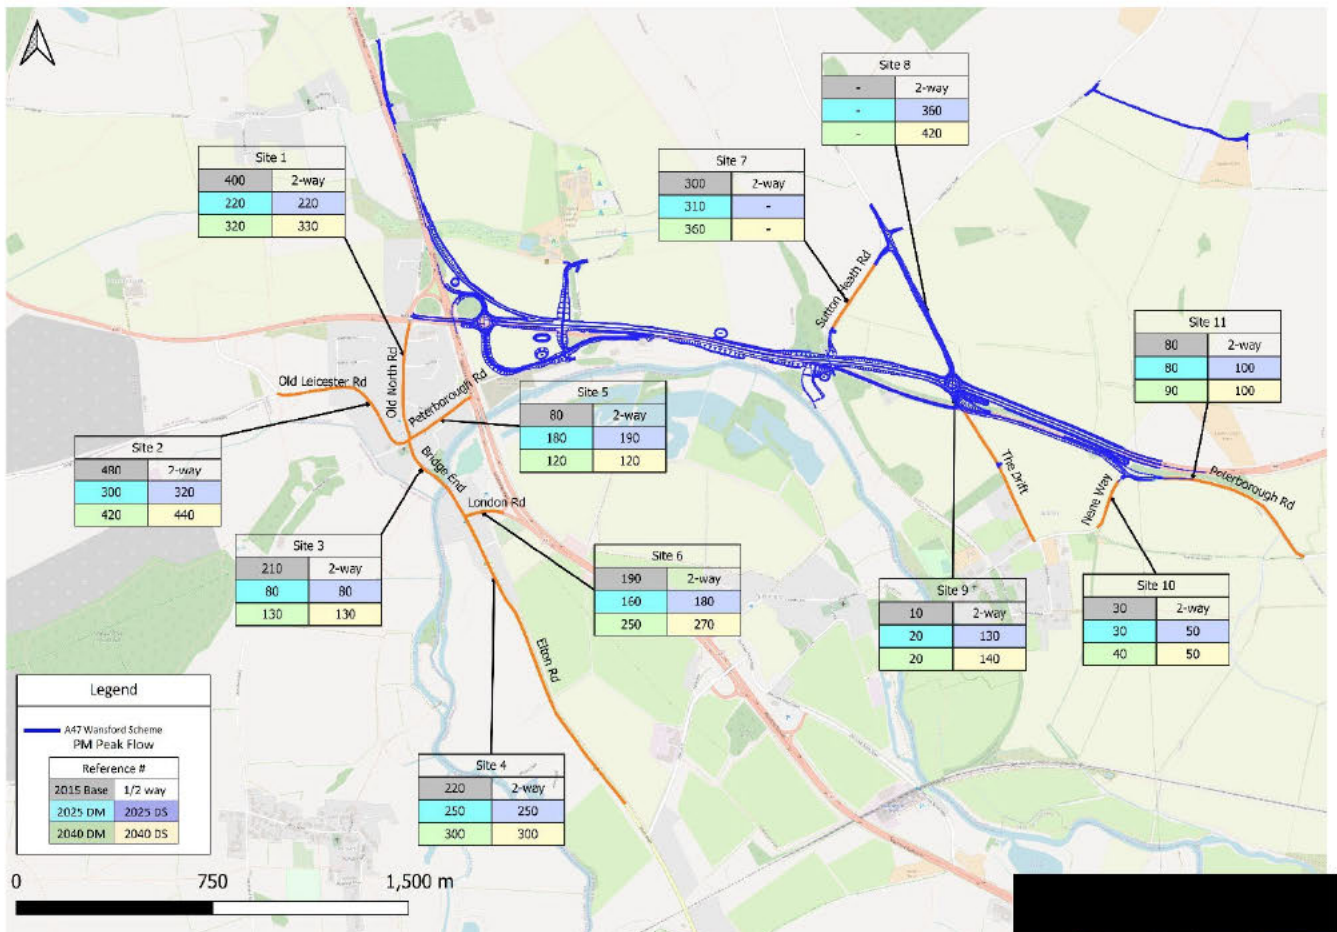 Site 8
- 2-way
- 360
- 420
Site 1
400 2-way
220 220
320 330
Site 7
300 2-way
310 -
360 -
Sutton Heath Rd
Site 11
80 2-way
80 100
90 100
Old North Rd
Old Leicester Rd
Peterborough Rd
Site 5
80 2-way
180 190
120 120
Site 2
480 2-way
300 320
420 440
Bridge End
London Rd
The Drift
Nene Way
Peterborough Rd
Site 3
210 2-way
80 80
130 130
Site 6
190 2-way
160 180
250 270
Site 9
10 2-way
20 130
20 140
Site 10
30 2-way
30 50
40 50
Elton Rd
Site 4
220 2-way
250 250
300 300
Legend
A47 Wansford Scheme
PM Peak Flow
Reference #
2015 Base 1/2 way
2025 DM 2025 DS
2040 DM 2040 DS
0 750 1,500 m